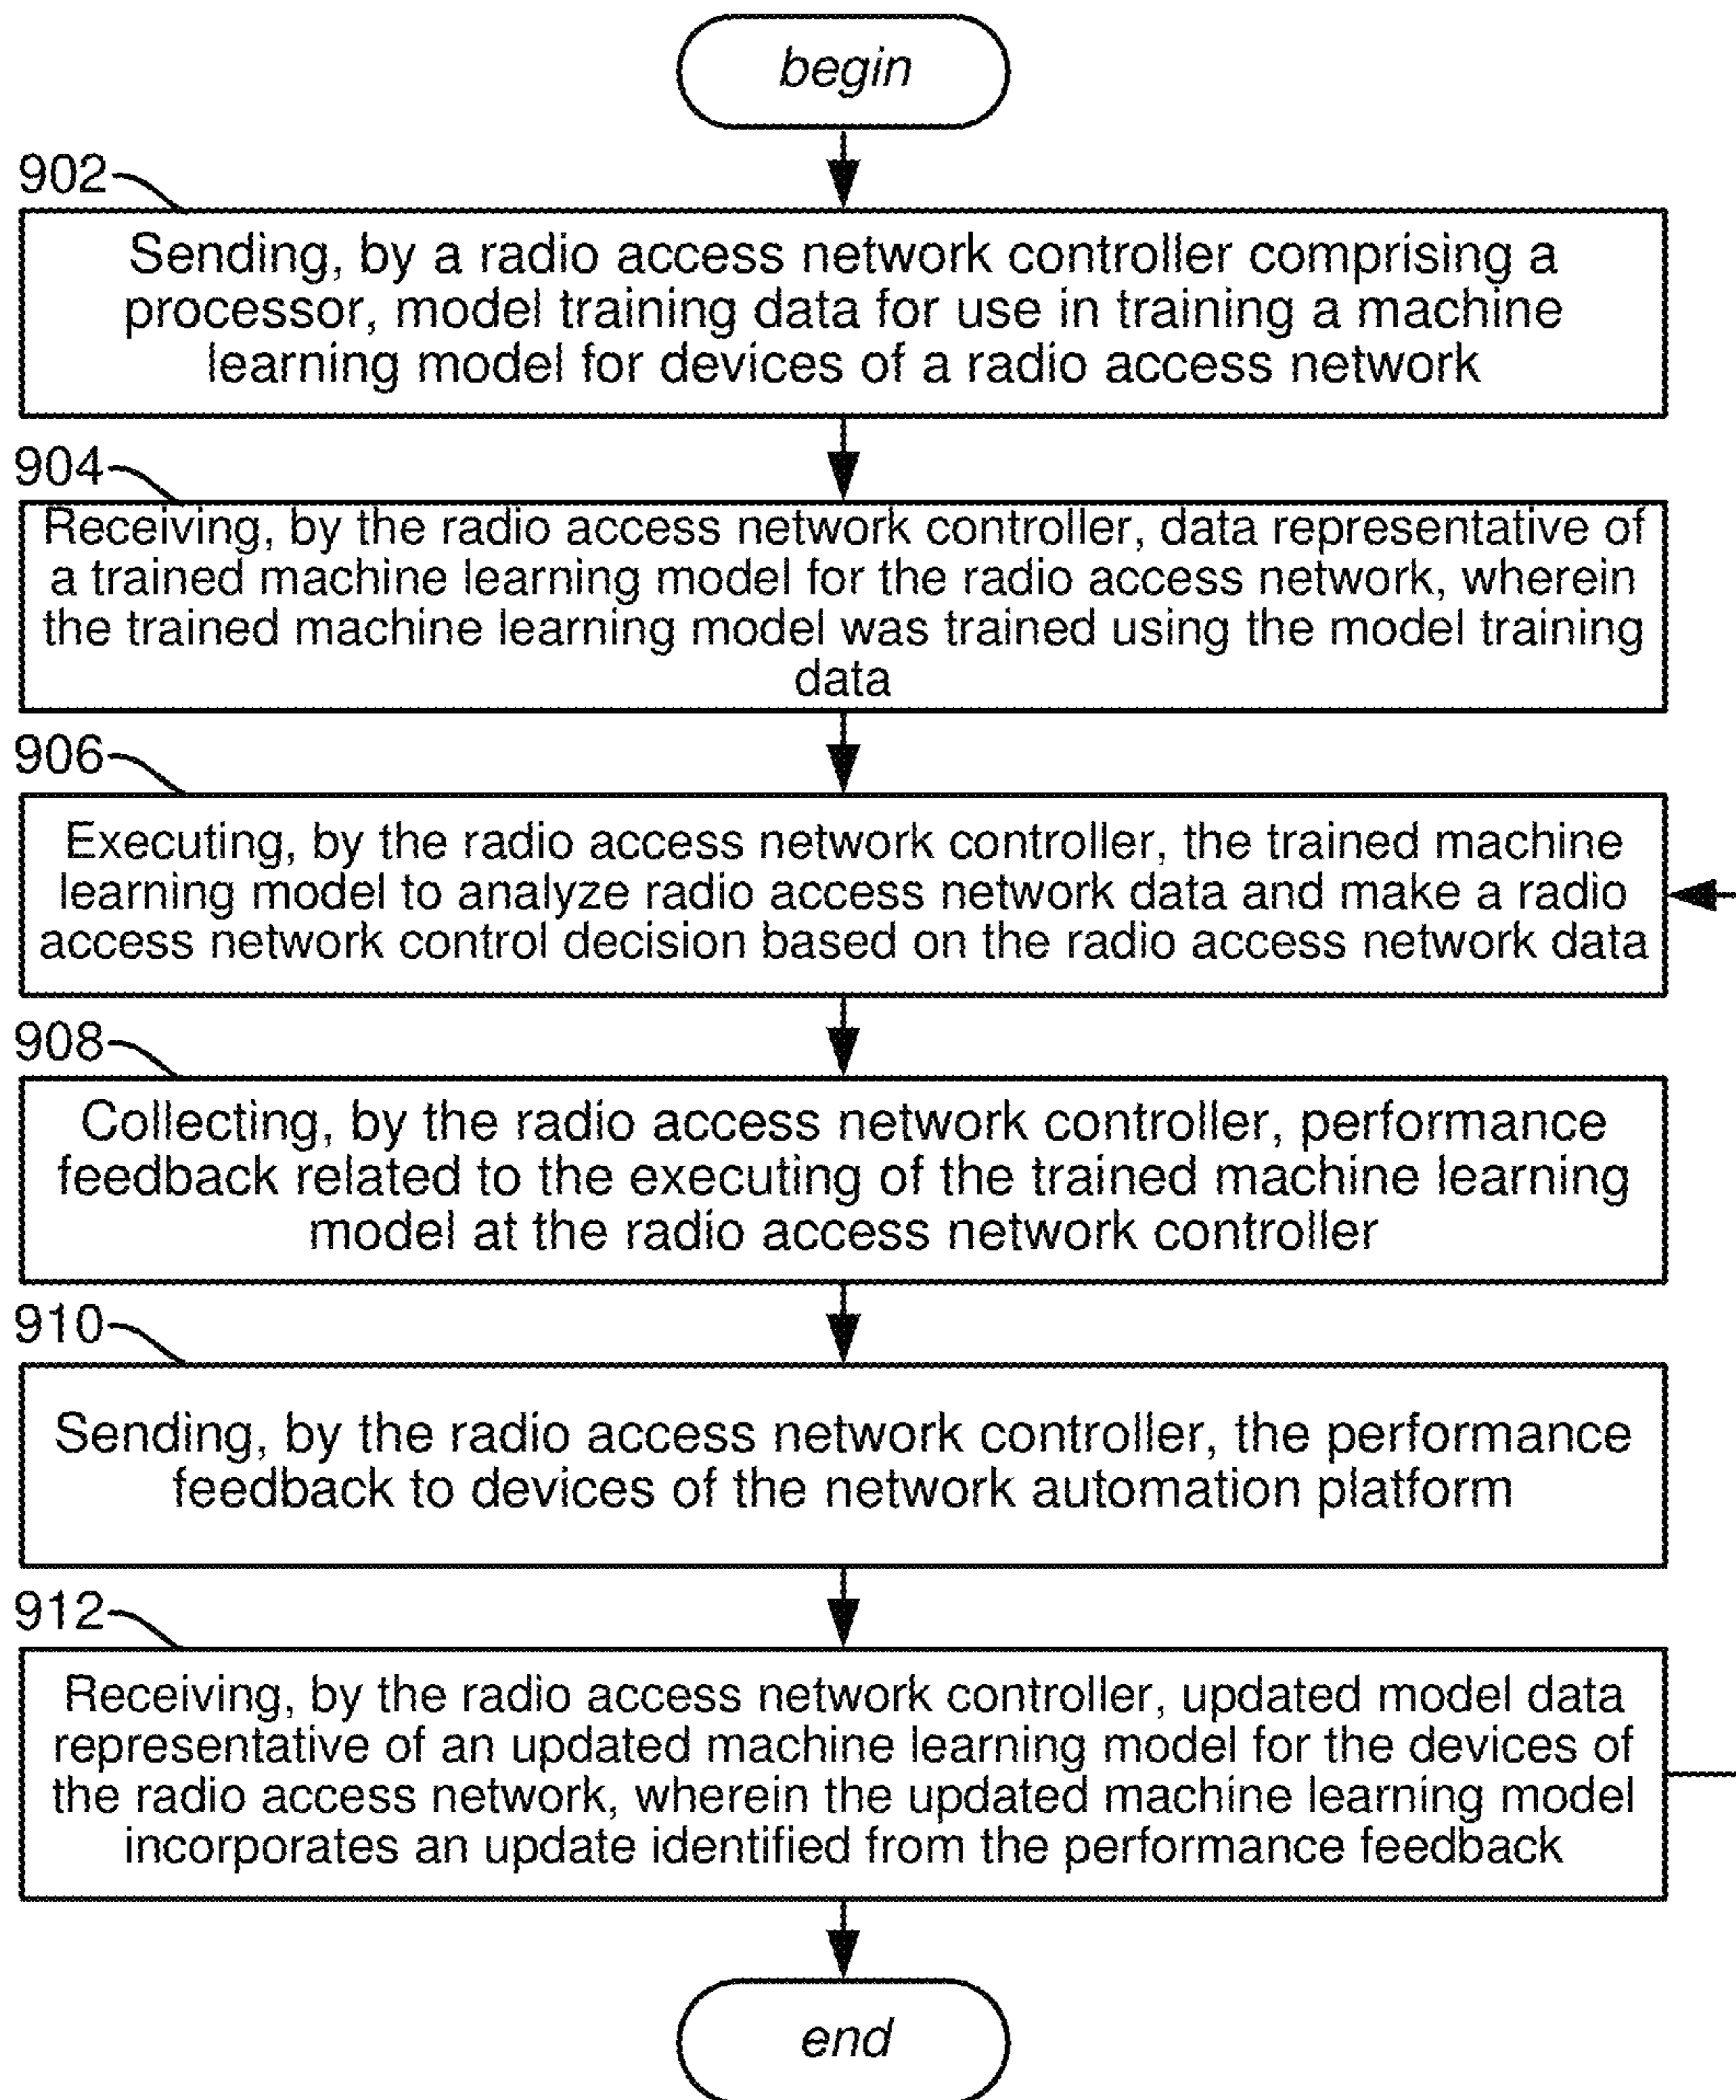 begin
902
Sending, by a radio access network controller comprising a
processor, model training data for use in training a machine
learning model for devices of a radio access network
904
Receiving, by the radio access network controller, data representative of
a trained machine learning model for the radio access network, wherein
the trained machine learning model was trained using the model training
data
906
Executing, by the radio access network controller, the trained machine
learning model to analyze radio access network data and make a radio
access network control decision based on the radio access network data
908
Collecting, by the radio access network controller, performance
feedback related to the executing of the trained machine learning
model at the radio access network controller
910
Sending, by the radio access network controller, the performance
feedback to devices of the network automation platform
912
Receiving, by the radio access network controller, updated model data
representative of an updated machine learning model for the devices of
the radio access network, wherein the updated machine learning model
incorporates an update identified from the performance feedback
end